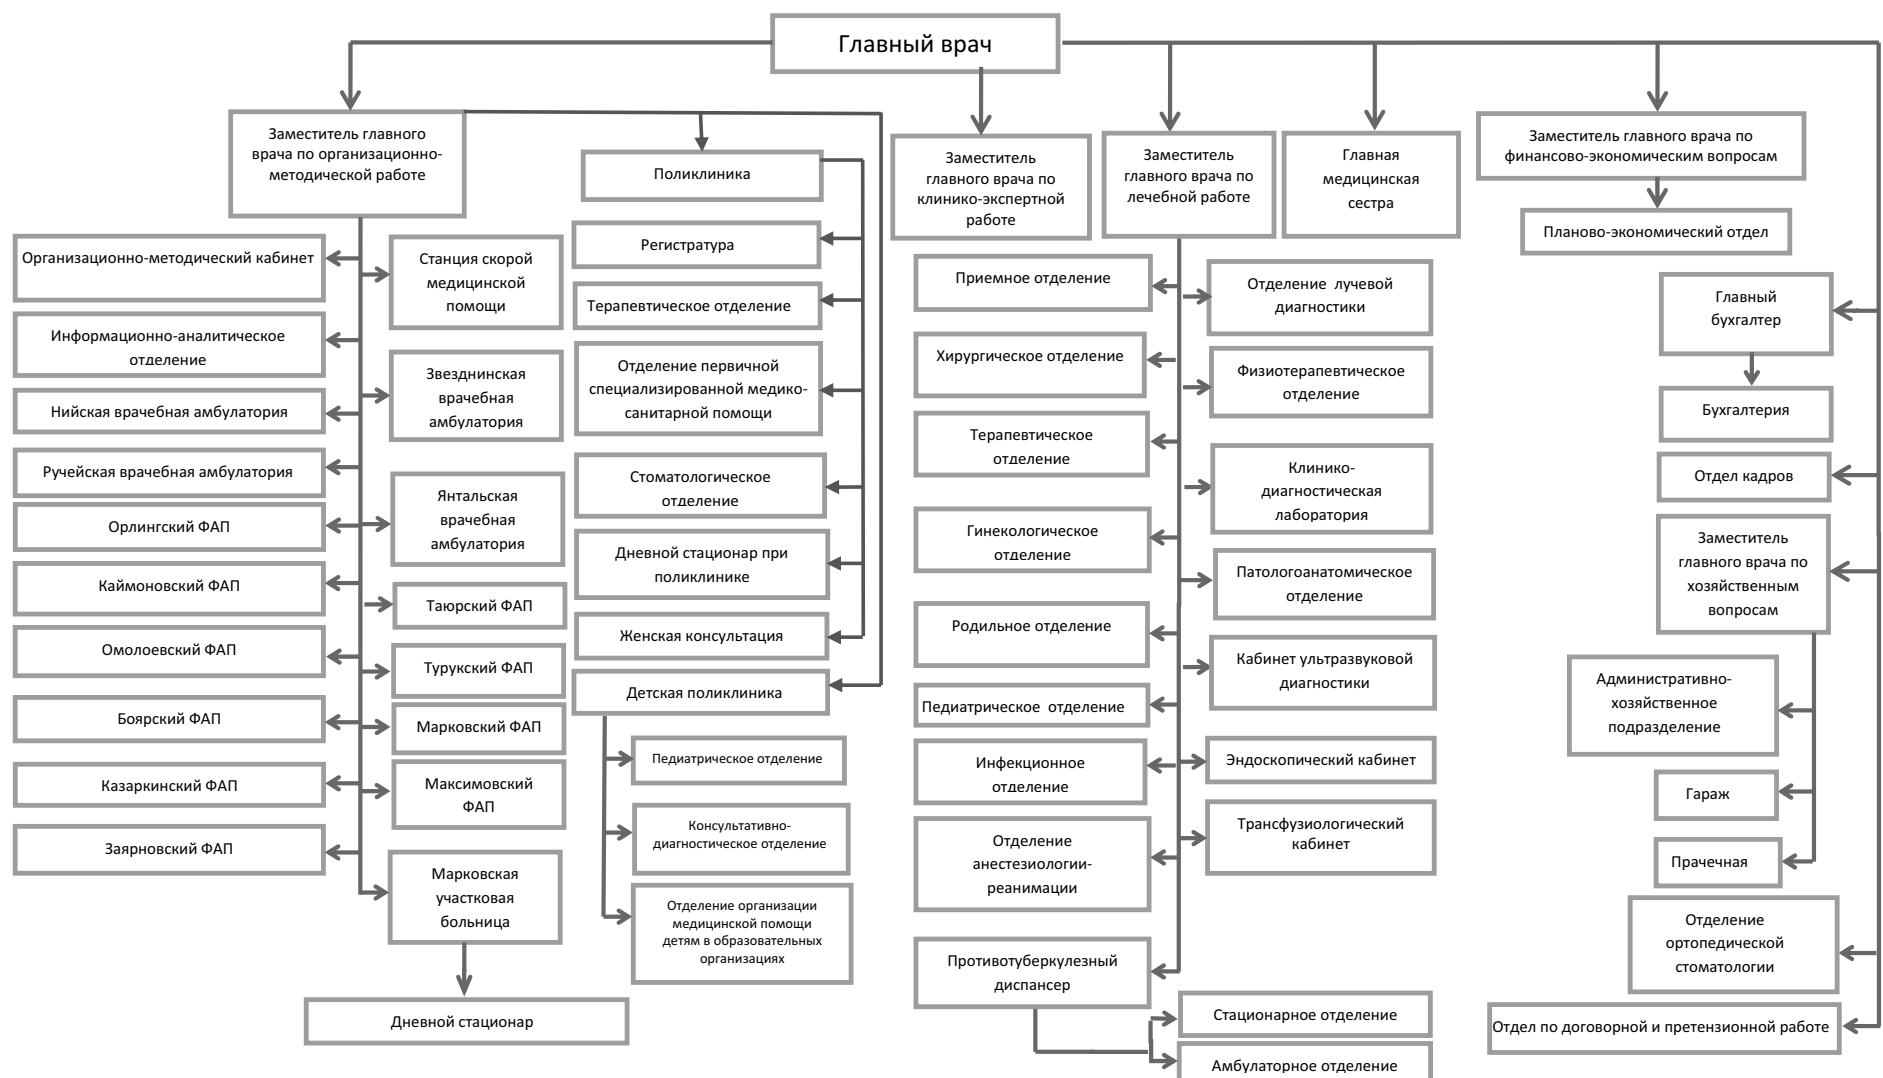 Главный врач
Заместитель главного
врача по организационно-
методической работе
Организационно-методический кабинет
Информационно-аналитическое
отделение
Нийская врачебная амбулатория
Ручейская врачебная амбулатория
Орлингский ФАП
Каймоновский ФАП
Омолоевский ФАП
Боярский ФАП
Казаркинский ФАП
Заярновский ФАП
Станция скорой
медицинской
помощи
Звезднинская
врачебная
амбулатория
Янтальская
врачебная
амбулатория
Таюрский ФАП
Турукский ФАП
Марковский ФАП
Максимовский
ФАП
Марковская
участковая
больница
Дневной стационар
Поликлиника
Регистратура
Терапевтическое отделение
Отделение первичной
специализированной медико-
санитарной помощи
Стоматологическое
отделение
Дневной стационар при
поликлинике
Женская консультация
Детская поликлиника
Педиатрическое отделение
Консультативно-
диагностическое отделение
Отделение организации
медицинской помощи
детям в образовательных
организациях
Заместитель
главного врача по
клинико-экспертной
работе
Заместитель
главного врача по
лечебной работе
Приемное отделение
Хирургическое отделение
Терапевтическое
отделение
Гинекологическое
отделение
Родильное отделение
Педиатрическое отделение
Инфекционное
отделение
Отделение
анестезиологии-
реанимации
Противотуберкулезный
диспансер
Отделение лучевой
диагностики
Физиотерапевтическое
отделение
Клинико-
диагностическая
лаборатория
Патологоанатомическое
отделение
Кабинет ультразвуковой
диагностики
Эндоскопический кабинет
Трансфузиологический
кабинет
Стационарное отделение
Амбулаторное отделение
Главная
медицинская
сестра
Заместитель главного врача по
финансово-экономическим вопросам
Планово-экономический отдел
Главный
бухгалтер
Бухгалтерия
Отдел кадров
Заместитель
главного врача по
хозяйственным
вопросам
Административно-
хозяйственное
подразделение
Гараж
Прачечная
Отделение
ортопедической
стоматологии
Отдел по договорной и претензионной работе